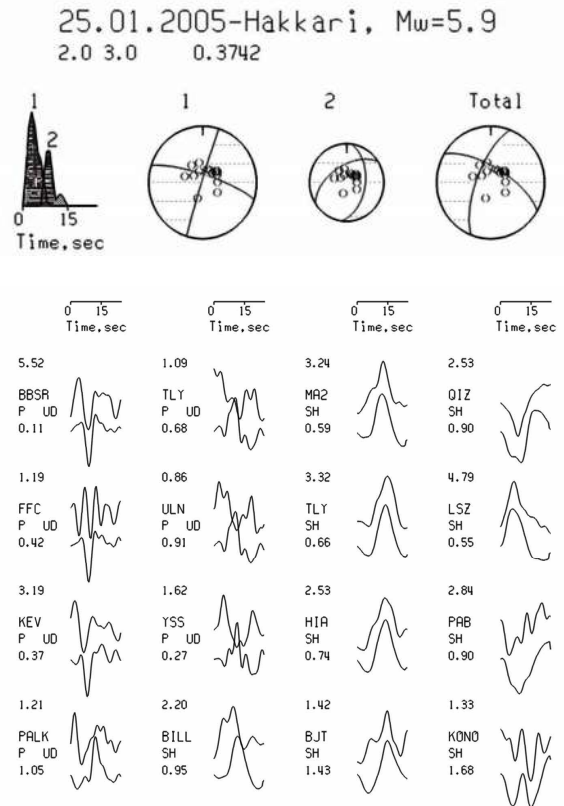 25.01.2005-Hakkari, Mw=5.9
2.0 3.0 0.3742
1 1 2 Total
2
0 15
Time,sec
0 15 0 15 0 15 0 15
Time,sec Time,sec Time,sec Time,sec
5.52 1.09 3.24 2.53
BBSR TLY MA2 QIZ
P UD P UD SH SH
0.11 0.68 0.59 0.90
1.19 0.86 3.32 4.79
FFC ULN TLY LSZ
P UD P UD SH SH
0.42 0.91 0.66 0.55
3.19 1.62 2.53 2.84
KEV YSS HIA PAB
P UD P UD SH SH
0.37 0.27 0.74 0.90
1.21 2.20 1.42 1.33
PALK BILL BJT KONO
P UD SH SH SH
1.05 0.95 1.43 1.68